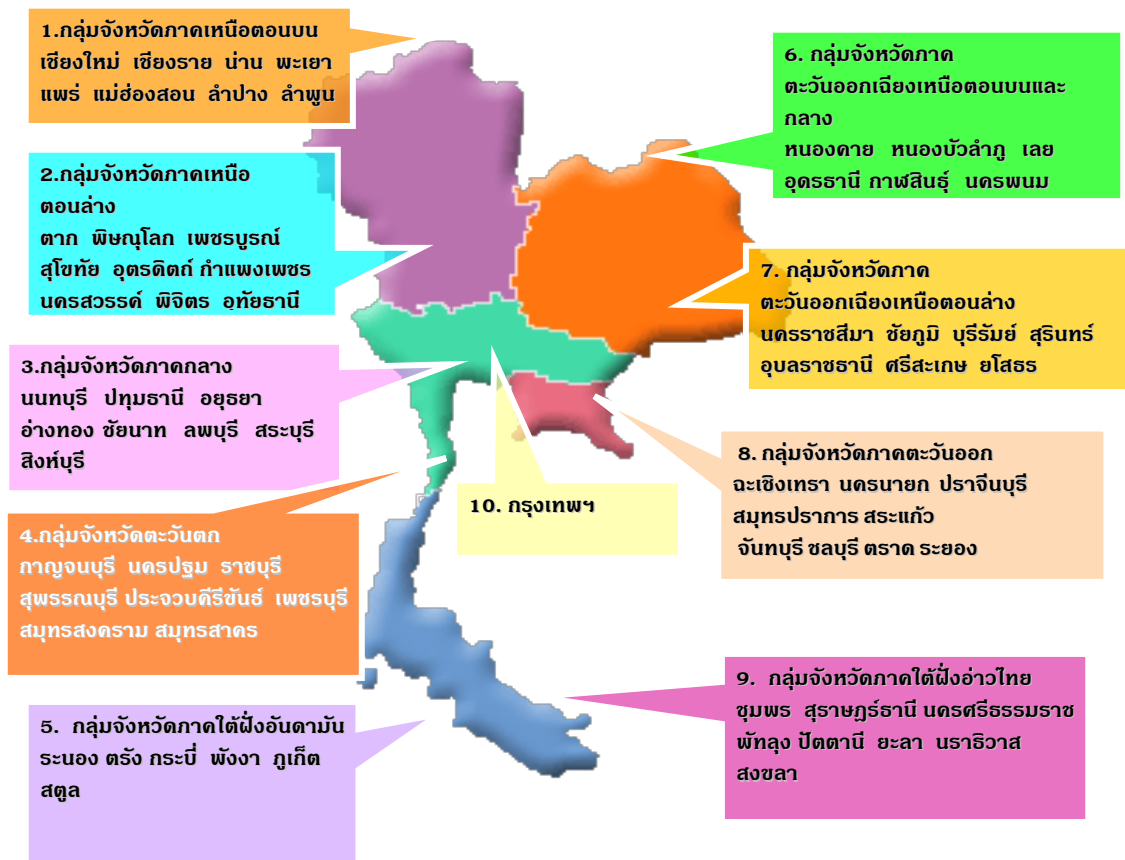 1.กลุ่มจังหวัดภาคเหนือตอนบน
เชียงใหม่ เชียงราย น่าน พะเยา
แพร่ แม่ฮ่องสอน ลำปาง ลำพูน
2.กลุ่มจังหวัดภาคเหนือ
ตอนล่าง
ตาก พิษณุโลก เพชรบูรณ์
สุโขทัย อุตรดิตถ์ กำแพงเพชร
นครสวรรค์ พิจิตร อุทัยธานี
3.กลุ่มจังหวัดภาคกลาง
นนทบุรี ปทุมธานี อยุธยา
อ่างทอง ชัยนาท ลพบุรี สระบุรี
สิงห์บุรี
4.กลุ่มจังหวัดตะวันตก
กาญจนบุรี นครปฐม ราชบุรี
สุพรรณบุรี ประจวบคีรีขันธ์ เพชรบุรี
สมุทรสงคราม สมุทรสาคร
5. กลุ่มจังหวัดภาคใต้ฝั่งอันดามัน
ระนอง ตรัง กระบี่ พังงา ภูเก็ต
สตูล
6. กลุ่มจังหวัดภาค
ตะวันออกเฉียงเหนือตอนบนและ
กลาง
หนองคาย หนองบัวลำภู เลย
อุดรธานี กาฬสินธุ์ นครพนม
7. กลุ่มจังหวัดภาค
ตะวันออกเฉียงเหนือตอนล่าง
นครราชสีมา ชัยภูมิ บุรีรัมย์ สุรินทร์
อุบลราชธานี ศรีสะเกษ ยโสธร
8. กลุ่มจังหวัดภาคตะวันออก
ฉะเชิงเทรา นครนายก ปราจีนบุรี
สมุทรปราการ สระแก้ว
จันทบุรี ชลบุรี ตราด ระยอง
9. กลุ่มจังหวัดภาคใต้ฝั่งอ่าวไทย
ชุมพร สุราษฎร์ธานี นครศรีธรรมราช
พัทลุง ปัตตานี ยะลา นราธิวาส
สงขลา
10. กรุงเทพฯ